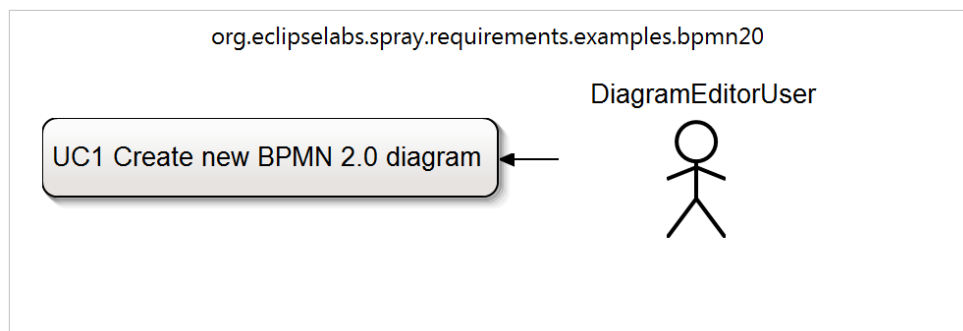 org.eclipselabs.spray.requirements.examples.bpmn20
DiagramEditorUser
UC1 Create new BPMN 2.0 diagram